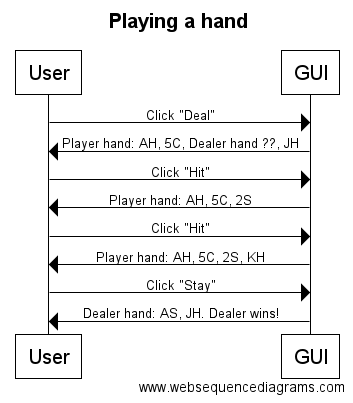 Playing a hand
User GUI
Click "Deal"
Player hand: AH, 5C, Dealer hand ??, JH
Click "Hit"
Player hand: AH, 5C, 2S
Click "Hit"
Player hand: AH, 5C, 2S, KH
Click "Stay"
Dealer hand: AS, JH. Dealer wins!
User GUI
www.websequencediagrams.com